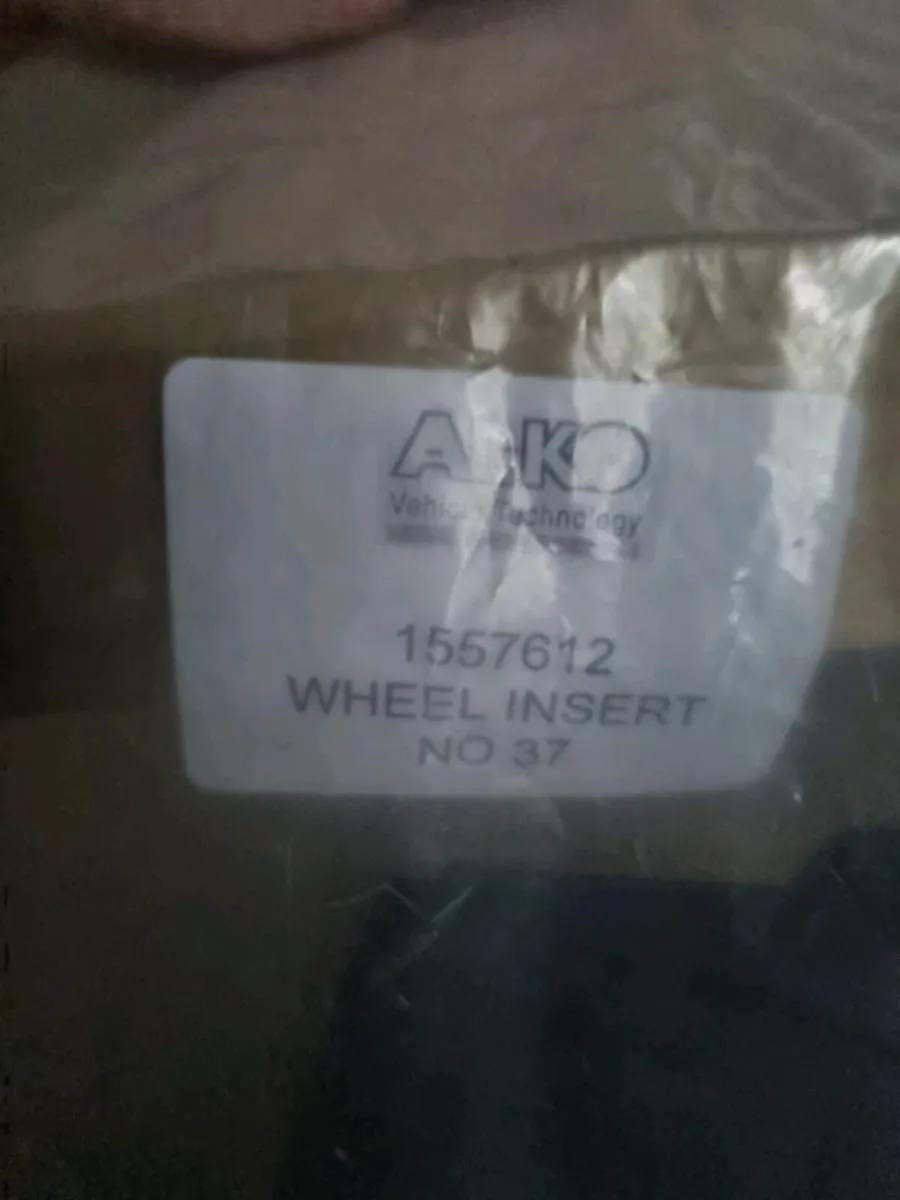 AL-KO
Vehicle Technology
1557612
WHEEL INSERT
NO 37